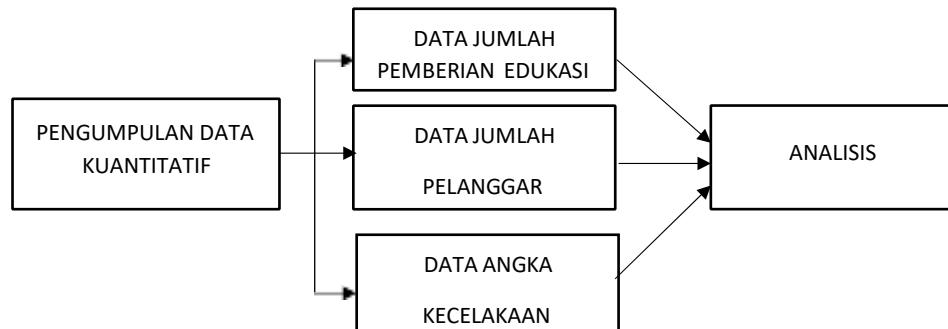 PENGUMPULAN DATA
KUANTITATIF
DATA JUMLAH
PEMBERIAN EDUKASI
DATA JUMLAH
PELANGGAR
DATA ANGKA
KECELAKAAN
ANALISIS